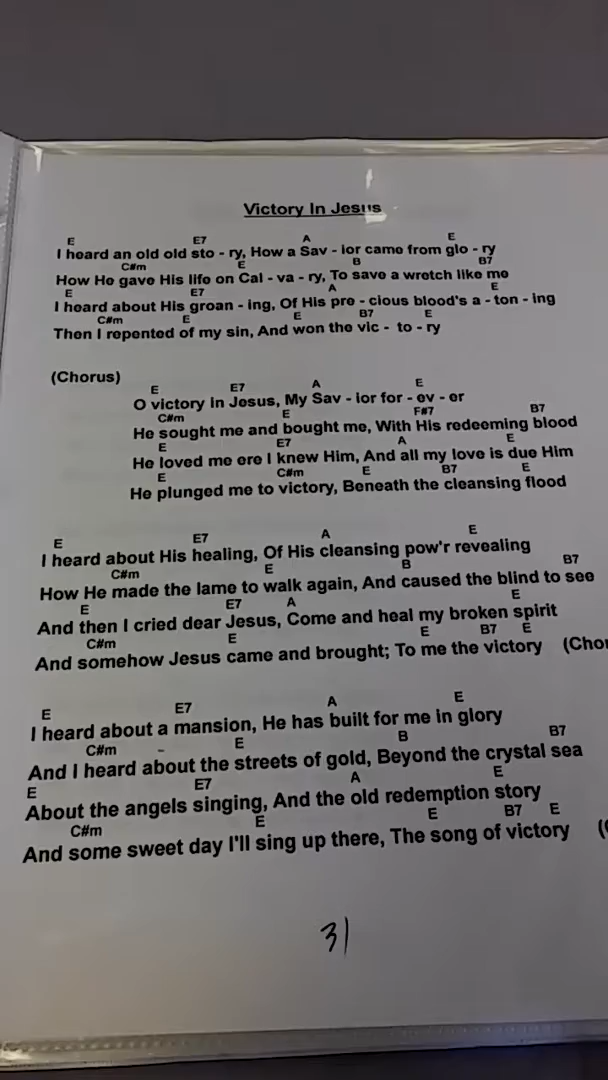 Victory In Jesus
E E7 A E
I heard an old old sto - ry, How a Sav - ior came from glo - ry
C#m E B B7
How He gave His life on Cal - va - ry, To save a wretch like me
E E7 A E
I heard about His groan - ing, Of His pre - cious blood's a - ton - ing
C#m E E B7 E
Then I repented of my sin, And won the vic - to - ry
(Chorus)
E E7 A E
O victory in Jesus, My Sav - ior for - ev - er
C#m E F#7 B7
He sought me and bought me, With His redeeming blood
E E7 A E
He loved me ere I knew Him, And all my love is due Him
E C#m E B7 E
He plunged me to victory, Beneath the cleansing flood
E E7 A E
I heard about His healing, Of His cleansing pow'r revealing
C#m E B B7
How He made the lame to walk again, And caused the blind to see
E E7 A E
And then I cried dear Jesus, Come and heal my broken spirit
C#m E E B7 E
And somehow Jesus came and brought; To me the victory (Chor
E E7 A E
I heard about a mansion, He has built for me in glory
C#m E B B7
And I heard about the streets of gold, Beyond the crystal sea
E E7 A E
About the angels singing, And the old redemption story
C#m E E B7 E
And some sweet day I'll sing up there, The song of victory (
31